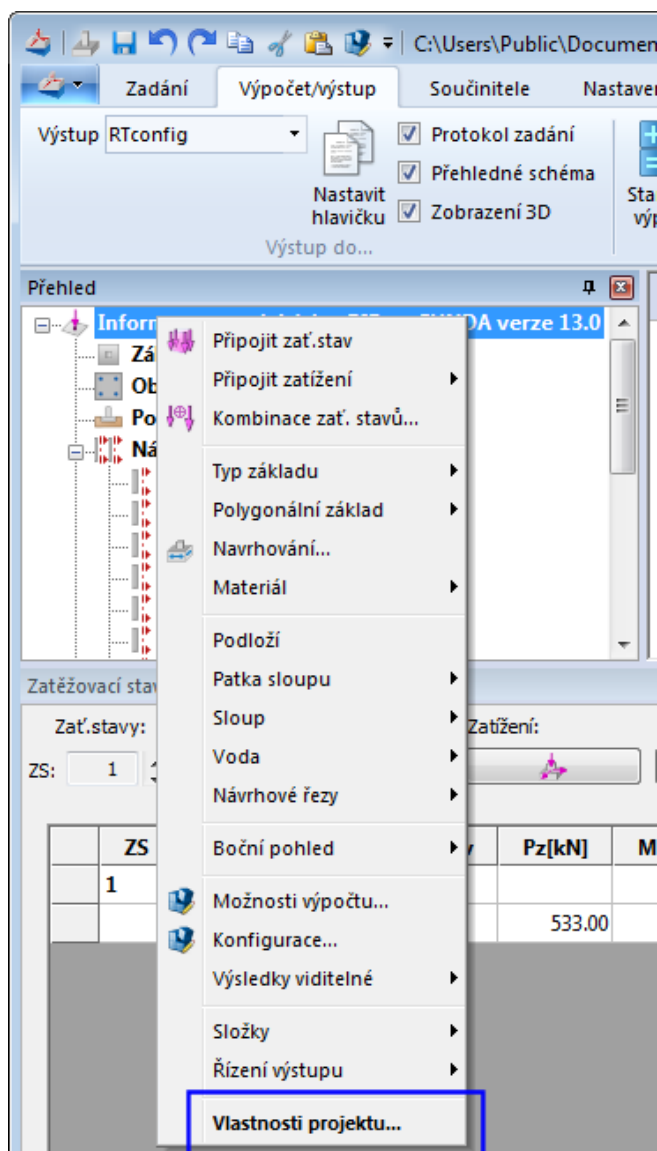 C:\Users\Public\Documen
Zadání Výpočet/výstup Součinitele Nastaven
Výstup RTconfig
Nastavit hlavičku
Protokol zadání
Přehledné schéma
Zobrazení 3D
Sta
výp
Výstup do...
Přehled
Infor
DA verze 13.0
Zá
Ob
Po
Ná
Připojit zať.stav
Připojit zatížení
Kombinace zať. stavů...
Typ základu
Polygonální základ
Navrhování...
Materiál
Podloží
Patka sloupu
Sloup
Voda
Návrhové řezy
Boční pohled
Možnosti výpočtu...
Konfigurace...
Výsledky viditelné
Složky
Řízení výstupu
Vlastnosti projektu...
Zatěžovací stav
Zať.stavy:
Zatížení:
ZS: 1
ZS Pz[kN] M
1
533.00